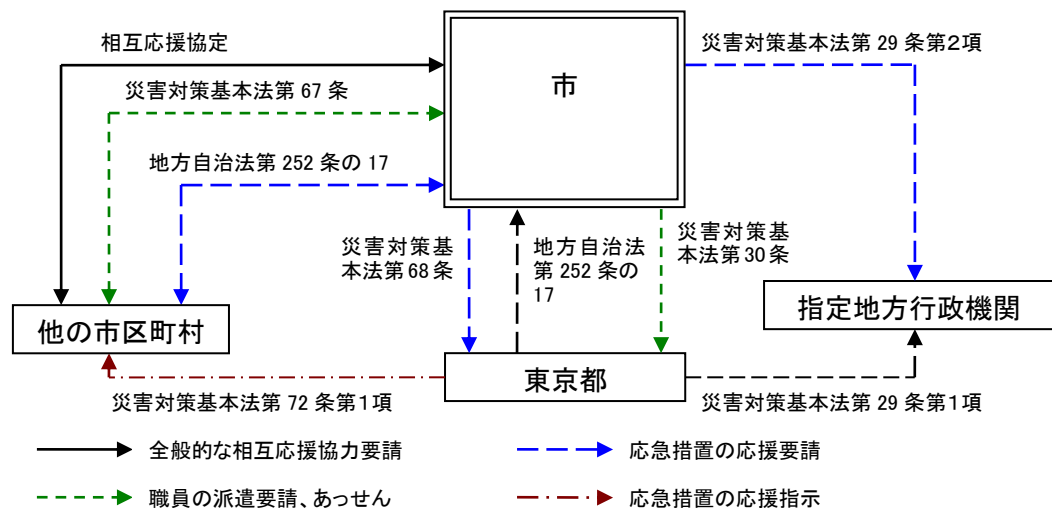 相互応援協定
災害対策基本法第 29 条第2項
市
災害対策基本法第 67 条
地方自治法第 252 条の 17
災害対策基
本法第 68 条
地方自治法
第 252 条の
17
災害対策基
本法第 30 条
他の市区町村
指定地方行政機関
東京都
災害対策基本法第 72 条第1項
災害対策基本法第 29 条第1項
全般的な相互応援協力要請
応急措置の応援要請
職員の派遣要請、あっせん
応急措置の応援指示